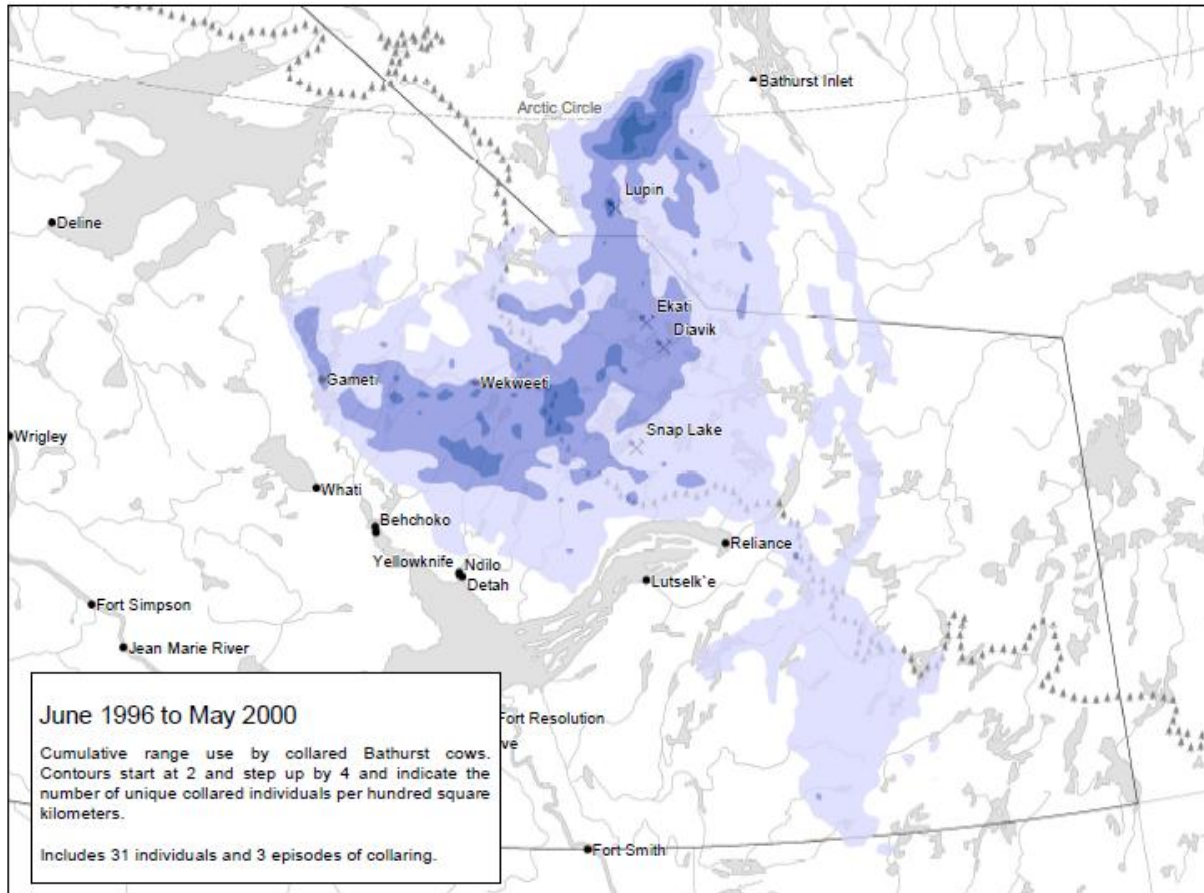 Bathurst Inlet
Arctic Circle
Lupin
Deline
Ekati
Diavik
Gameti
Wekweeti
Snap Lake
Wrigley
Whati
Behchoko
Reliance
Yellowknife
Ndilo
Detah
Lutselk`e
Fort Simpson
Jean Marie River
June 1996 to May 2000
Fort Resolution
ve
Cumulative range use by collared Bathurst cows.
Contours start at 2 and step up by 4 and indicate the
number of unique collared individuals per hundred square
kilometers.
Includes 31 individuals and 3 episodes of collaring.
Fort Smith